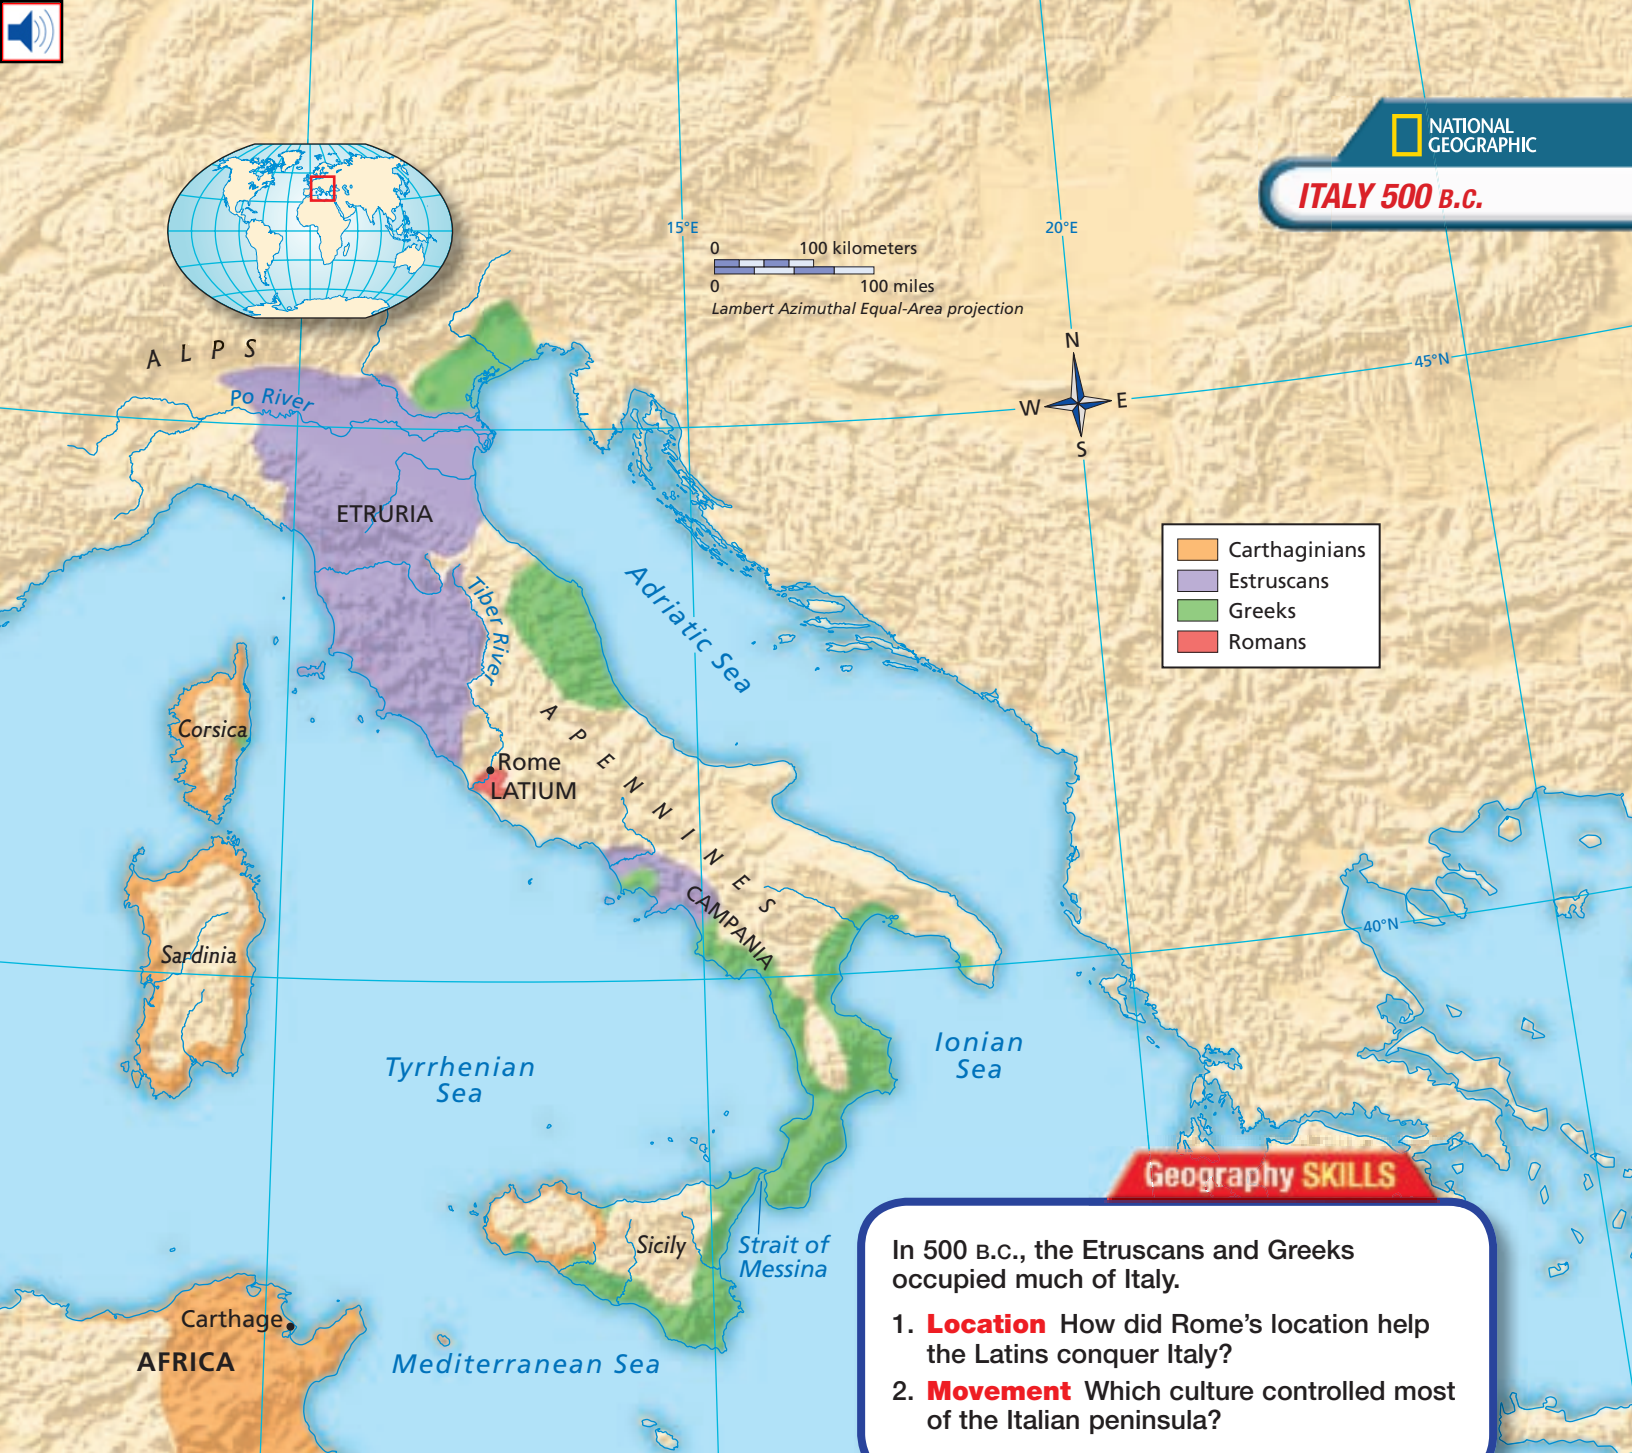 NATIONAL
GEOGRAPHIC
ITALY 500 B.C.
15°E
20°E
0 100 kilometers
0 100 miles
Lambert Azimuthal Equal-Area projection
N
W E
S
45°N
ALPS
Po River
ETRURIA
Carthaginians
Estruscans
Greeks
Romans
Tiber River
Adriatic Sea
Corsica
APENNINES
Rome
LATIUM
CAMPANIA
40°N
Sardinia
Ionian
Sea
Tyrrhenian
Sea
Sicily
Strait of
Messina
Carthage
AFRICA
Mediterranean Sea
Geography SKILLS
In 500 B.C., the Etruscans and Greeks
occupied much of Italy.
1. Location How did Rome's location help
the Latins conquer Italy?
2. Movement Which culture controlled most
of the Italian peninsula?